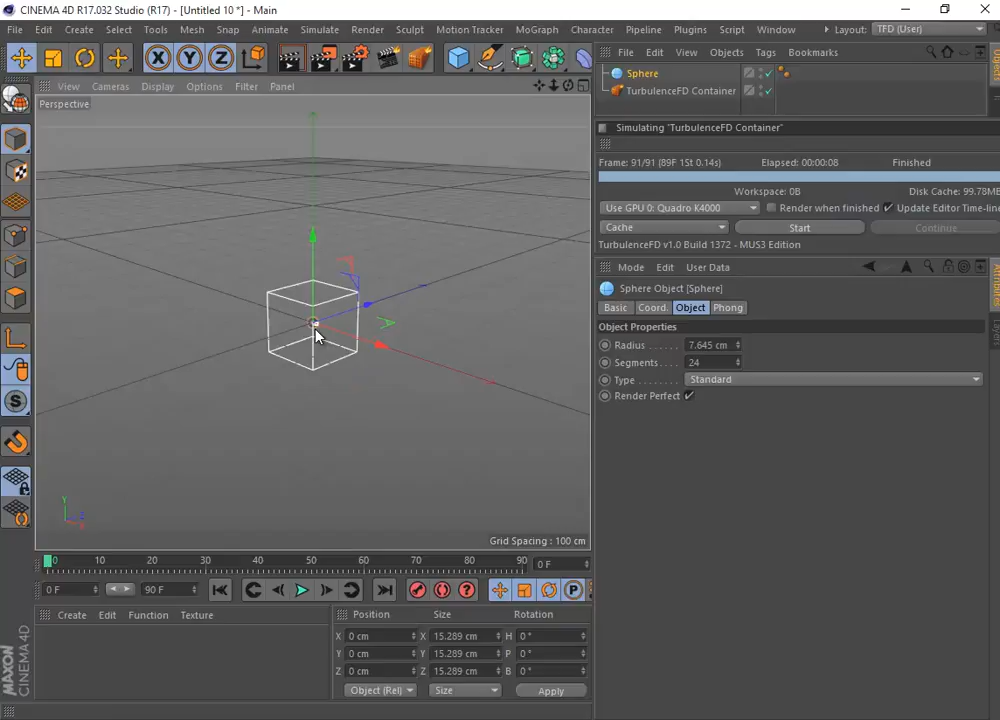 CINEMA 4D R17.032 Studio (R17) - [Untitled 10 *] - Main
File Edit Create Select Tools Mesh Snap Animate Simulate Render Sculpt Motion Tracker MoGraph Character Pipeline Plugins Script Window Layout: TFD (User)
X Y Z
File Edit View Objects Tags Bookmarks
View Cameras Display Options Filter Panel
Perspective
Sphere
TurbulenceFD Container
Simulating 'TurbulenceFD Container'
Frame: 91/91 (89F 1St 0.14s) Elapsed: 00:00:08 Finished
Workspace: 0B Disk Cache: 99.78MB
Use GPU 0: Quadro K4000 Render when finished Update Editor Time-line
Cache Start Continue
TurbulenceFD v1.0 Build 1372 - MUS3 Edition
Mode Edit User Data
Sphere Object [Sphere]
Basic Coord. Object Phong
Object Properties
Radius . . . . . . 7.645 cm
Segments . . . . 24
Type . . . . . . . . Standard
Render Perfect
S
Y
Z
Grid Spacing : 100 cm
0 10 20 30 40 50 60 70 80 90 0 F
0 F 90 F P
Create Edit Function Texture
Position Size Rotation
X 0 cm X 15.289 cm H 0 °
Y 0 cm Y 15.289 cm P 0 °
Z 0 cm Z 15.289 cm B 0 °
Object (Rel) Size Apply
MAXON
CINEMA 4D
Attributes